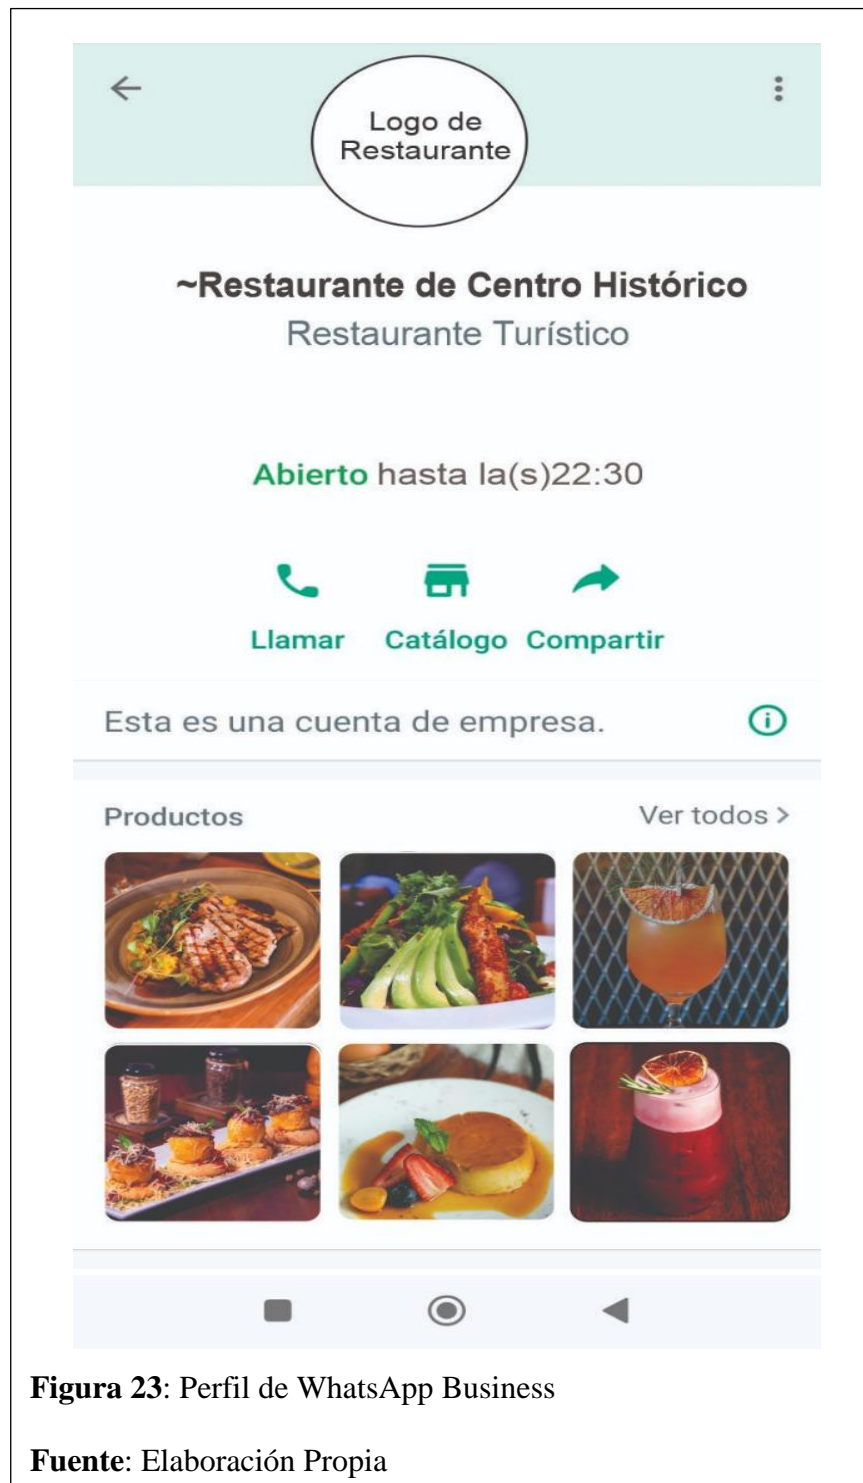 Logo de
Restaurante
~Restaurante de Centro Histórico
Restaurante Turístico
Abierto hasta la(s)22:30
Llamar Catálogo Compartir
Esta es una cuenta de empresa.
Productos Ver todos >
Figura 23: Perfil de WhatsApp Business
Fuente: Elaboración Propia